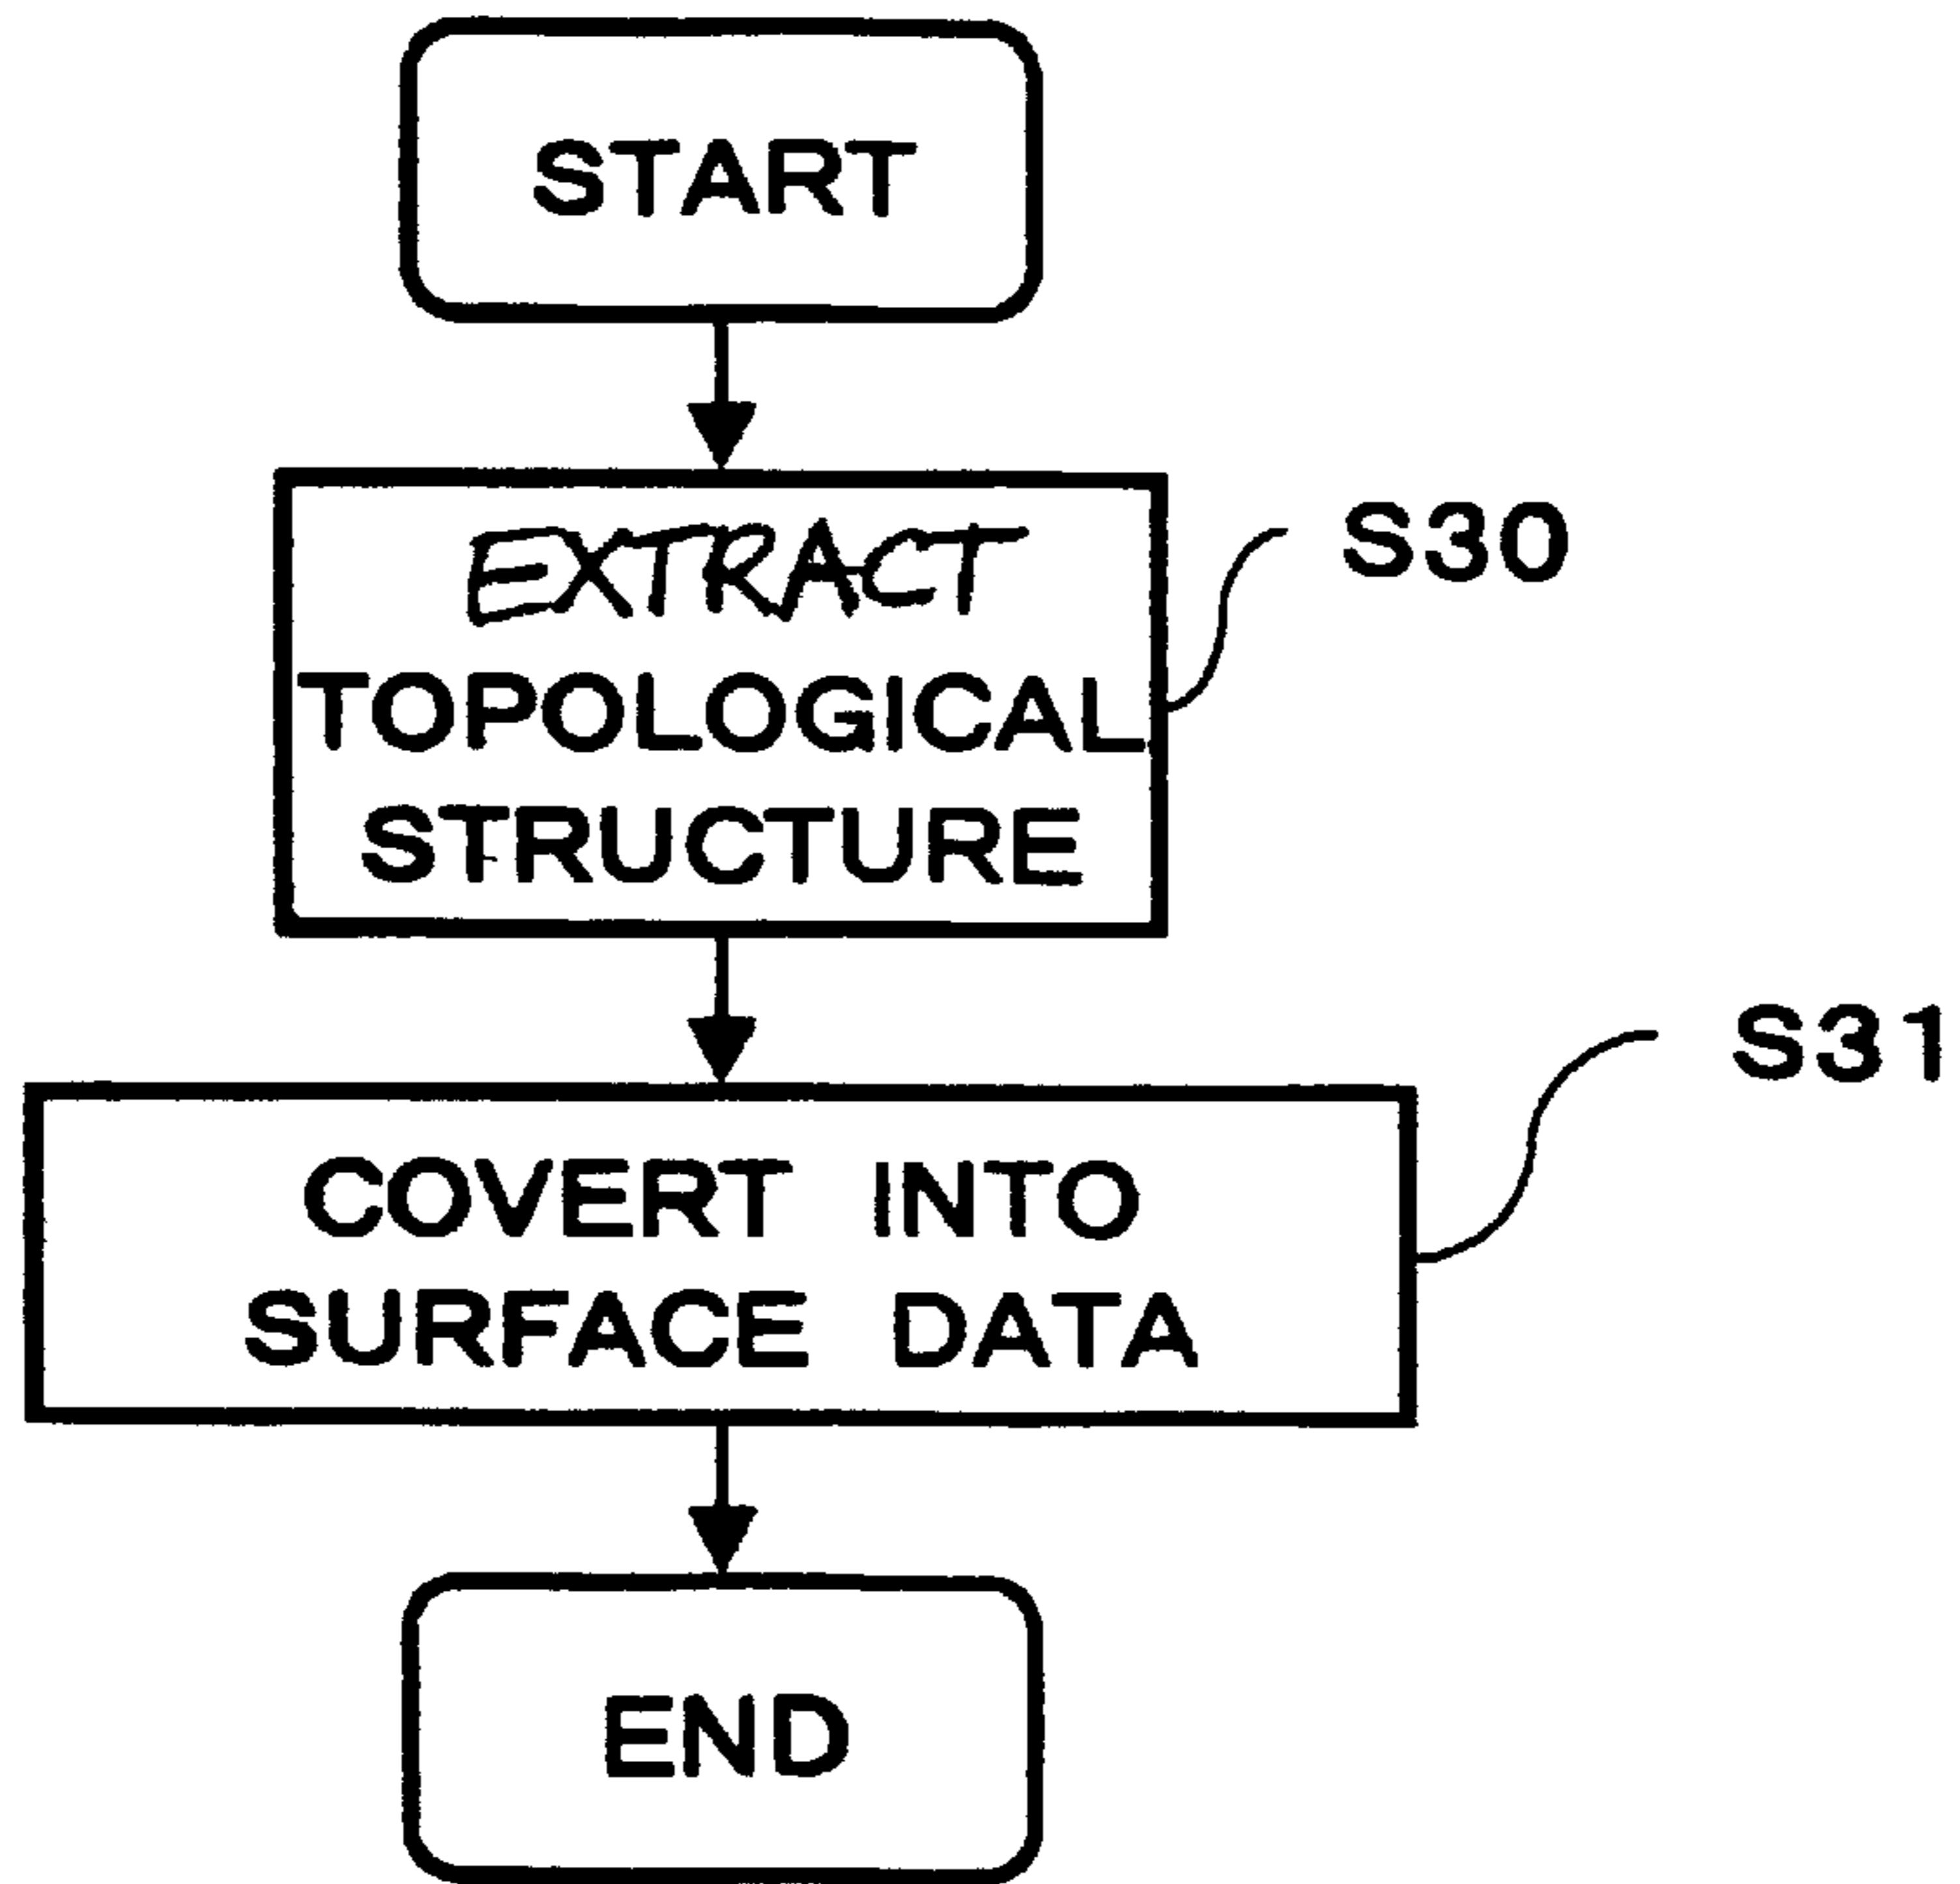 START
EXTRACT
S30
TOPOLOGICAL
STRUCTURE
S31
COVERT INTO
SURFACE DATA
END